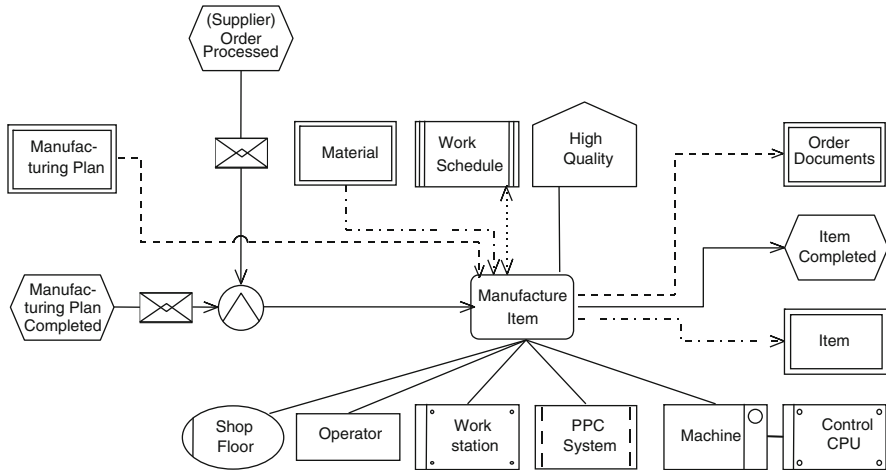 (Supplier)
Order
Processed
Manufac-
turing Plan
Material
Work
Schedule
High
Quality
Order
Documents
Manufac-
turing Plan
Completed
Manufacture
Item
Item
Completed
Item
Shop
Floor
Operator
Work
station
PPC
System
Machine
Control
CPU